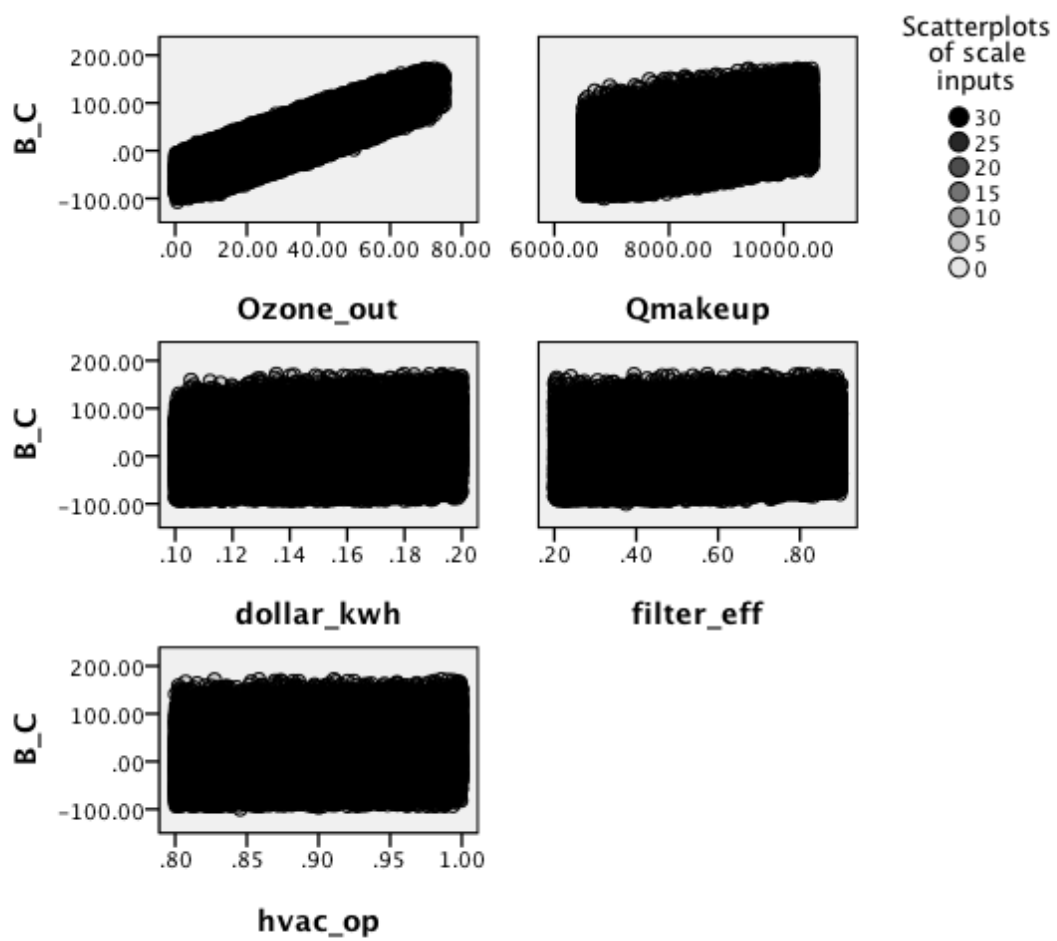 Scatterplots
of scale
inputs
30
25
20
15
10
5
0
B_C
200.00
100.00
.00
-100.00
.00 20.00 40.00 60.00 80.00
Ozone_out
6000.00 8000.00 10000.00
Qmakeup
B_C
200.00
100.00
.00
-100.00
.10 .12 .14 .16 .18 .20
dollar_kwh
.20 .40 .60 .80
filter_eff
B_C
200.00
100.00
.00
-100.00
.80 .85 .90 .95 1.00
hvac_op